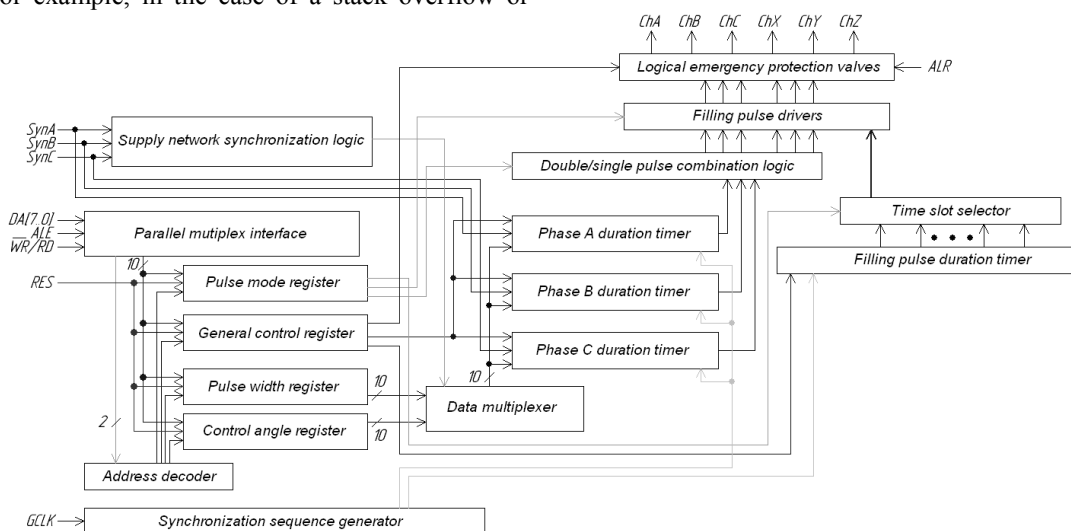 or example, in the case of a stack overflow or
ChA ChB ChC ChX ChY ChZ
Logical emergency protection valves
ALR
Filling pulse drivers
SynA
SynB
SynC
Supply network synchronization logic
Double/single pulse combination logic
DA[7..0]
ALE
WR/RD
Parallel mutiplex interface
Phase A duration timer
Time slot selector
Filling pulse duration timer
10
RES
Pulse mode register
Phase B duration timer
General control register
Phase C duration timer
Pulse width register
10
10
Data multiplexer
2
Control angle register
10
Address decoder
GCLK
Synchronization sequence generator